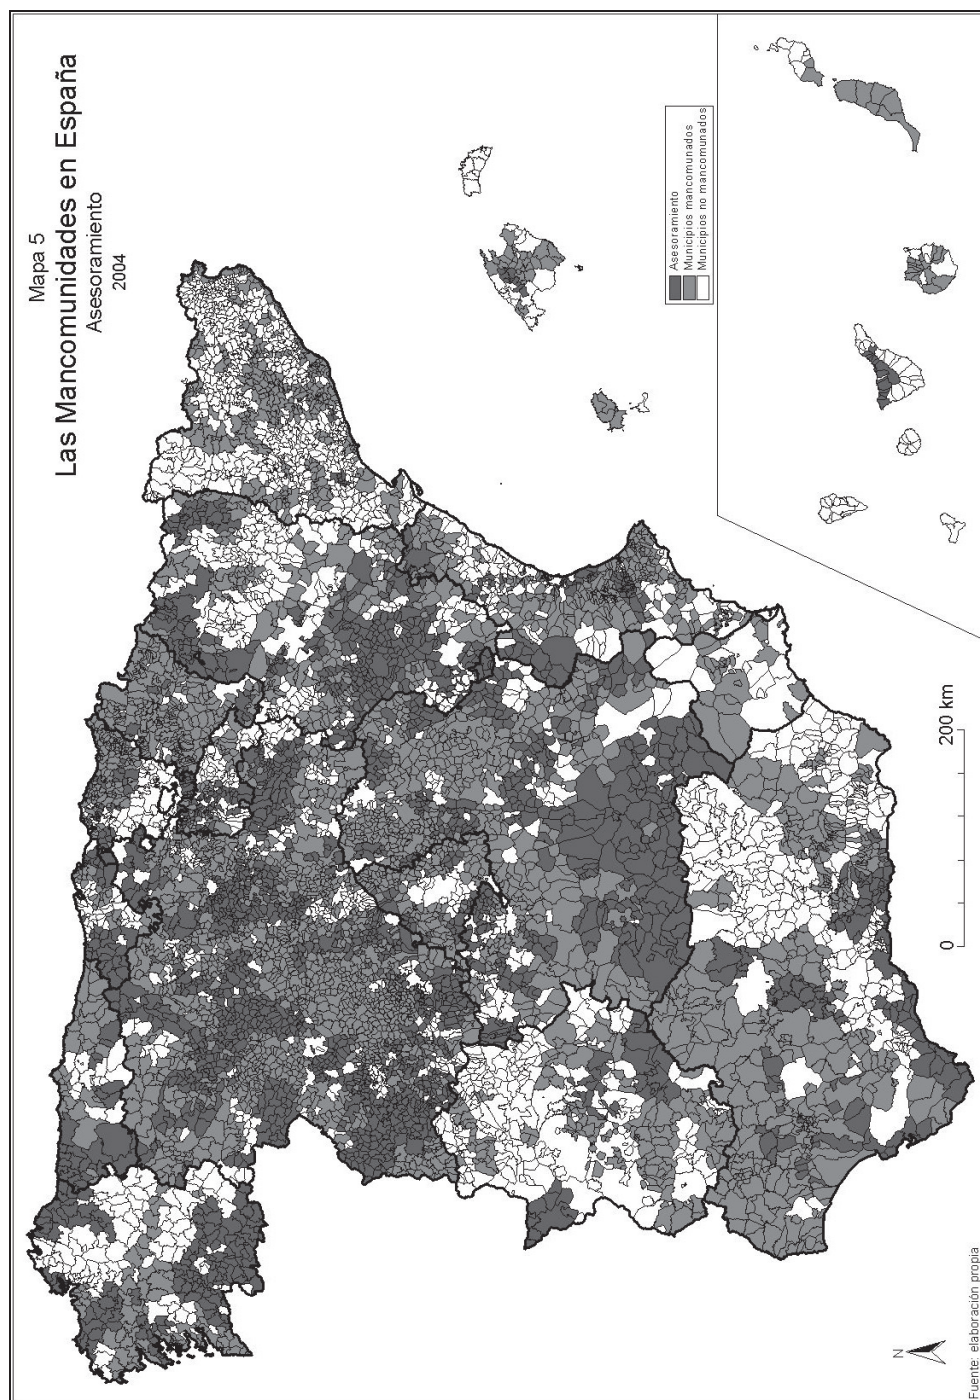 Mapa 5
Las Mancomunidades en España
Asesoramiento
2004
Asesoramiento
Municipios mancomunados
Municipios no mancomunados
0
200 km
N
Fuente: elaboración propia